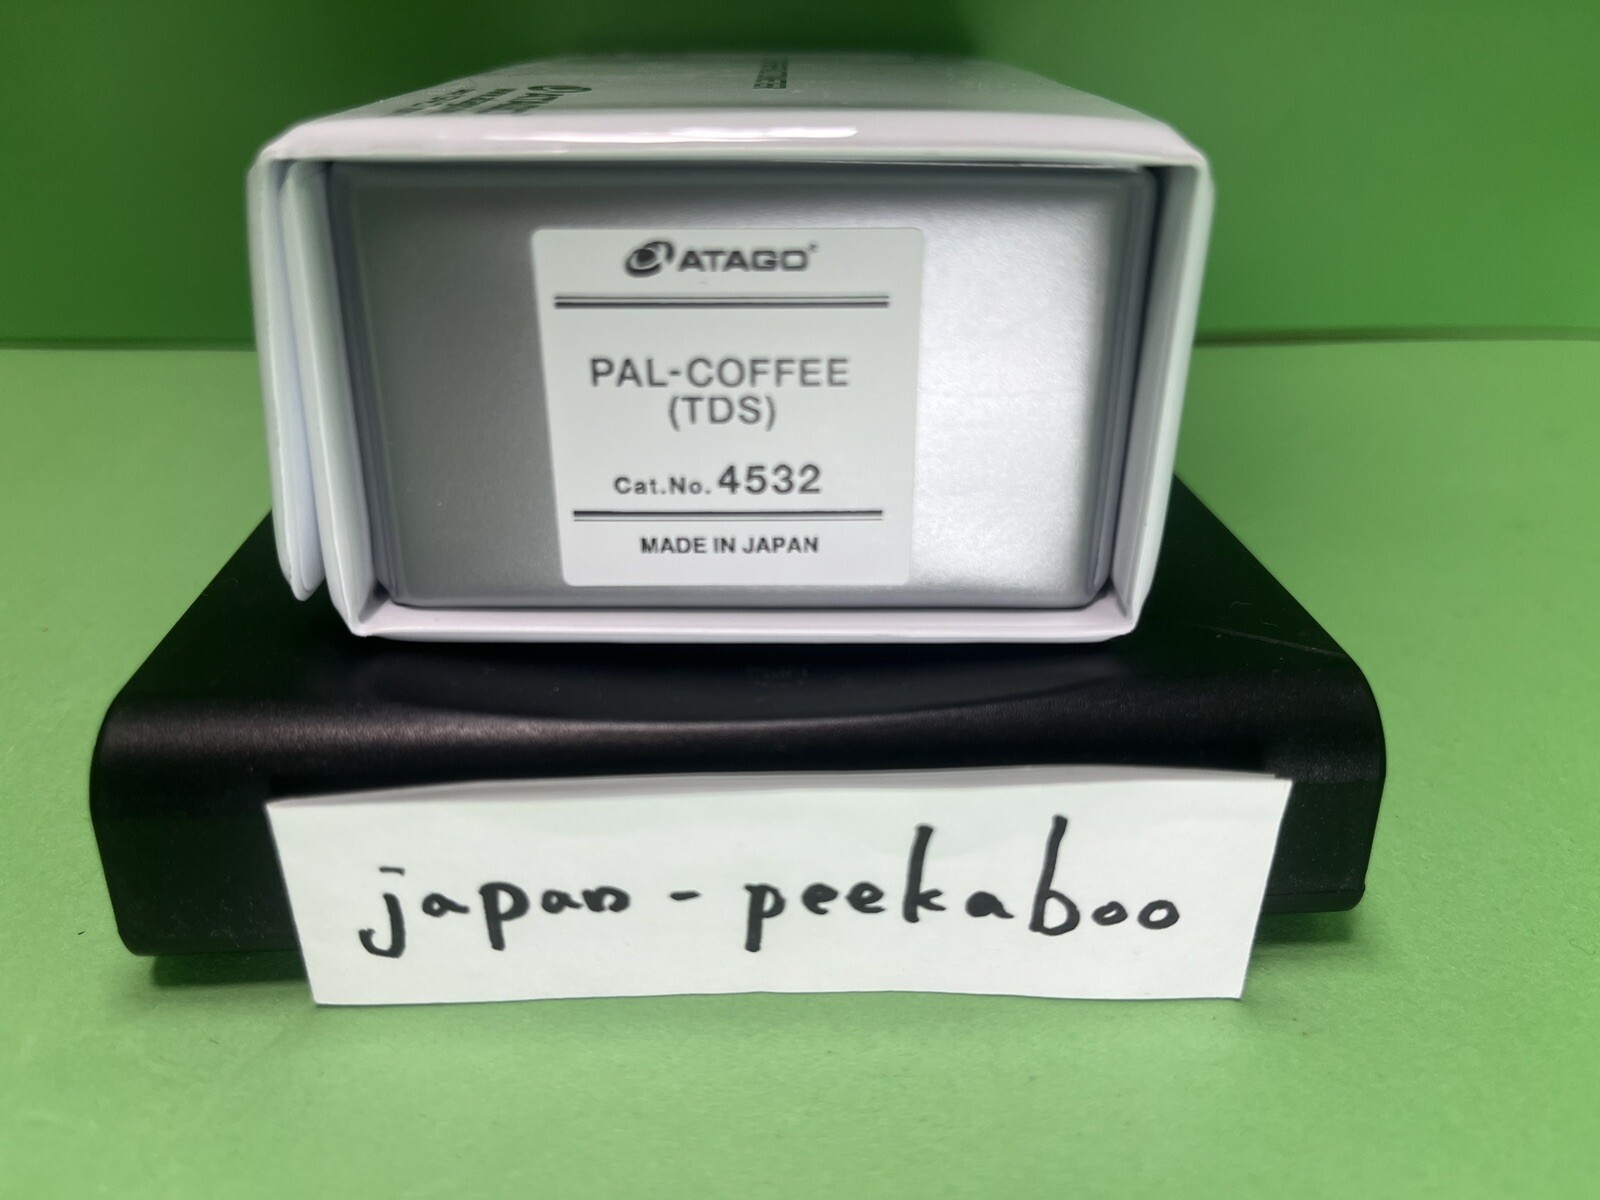 ATAGO
PAL-COFFEE
(TDS)
Cat.No. 4532
MADE IN JAPAN
japan - peekaboo